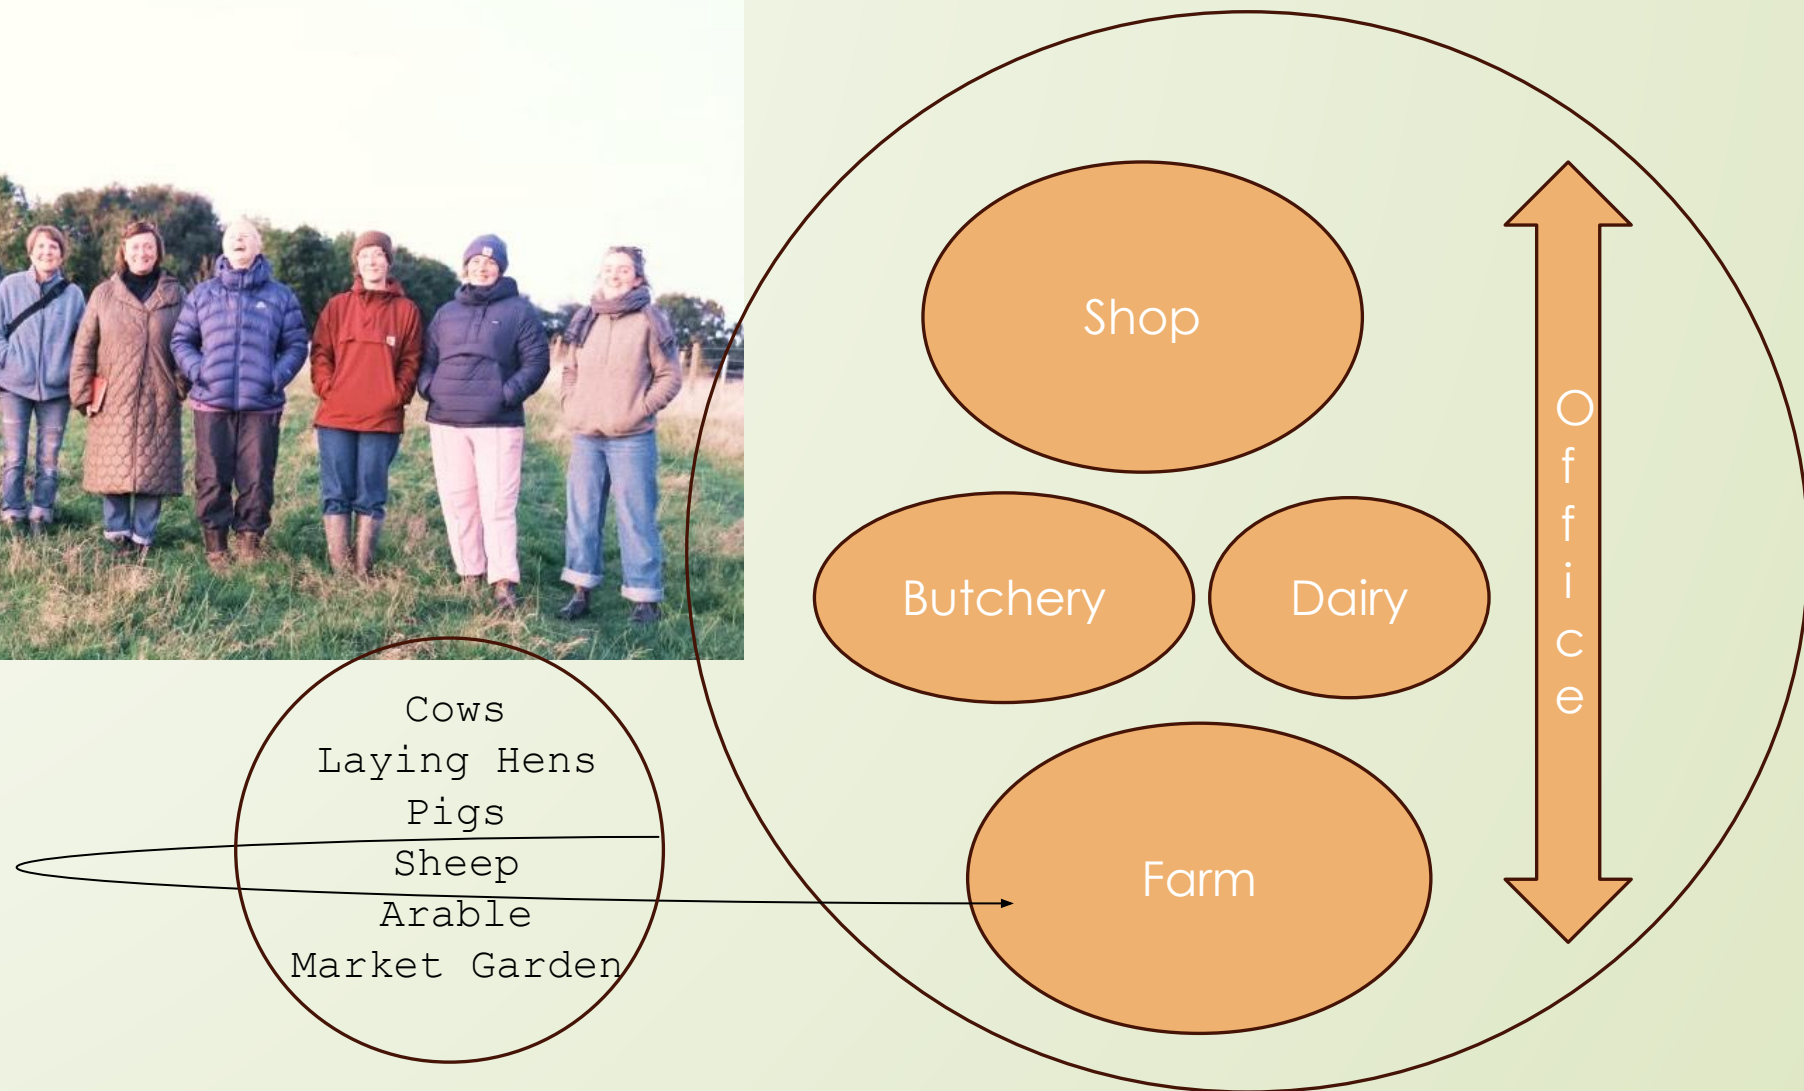 Shop
Butchery
Dairy
Farm
Office
Cows
Laying Hens
Pigs
Sheep
Arable
Market Garden